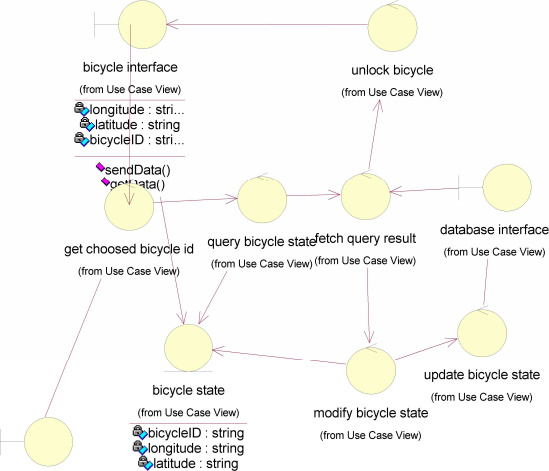 bicycle interface
(from Use Case View)
longitude : stri...
latitude : string
bicycleID : stri...
sendData()
getData()
unlock bicycle
(from Use Case View)
get choosed bicycle id
(from Use Case View)
query bicycle state
(from Use Case View)
fetch query result
(from Use Case View)
database interface
(from Use Case View)
bicycle state
(from Use Case View)
bicycleID : string
longitude : string
latitude : string
modify bicycle state
(from Use Case View)
update bicycle state
(from Use Case View)